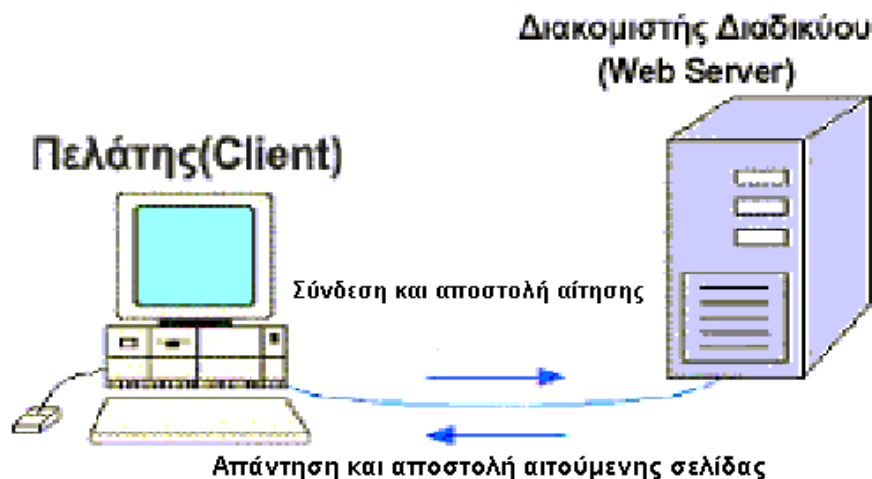 Διακομιστής Διαδικύου
(Web Server)
Πελάτης(Client)
Σύνδεση και αποστολή αίτησης
Απάντηση και αποστολή αιτούμενης σελίδας